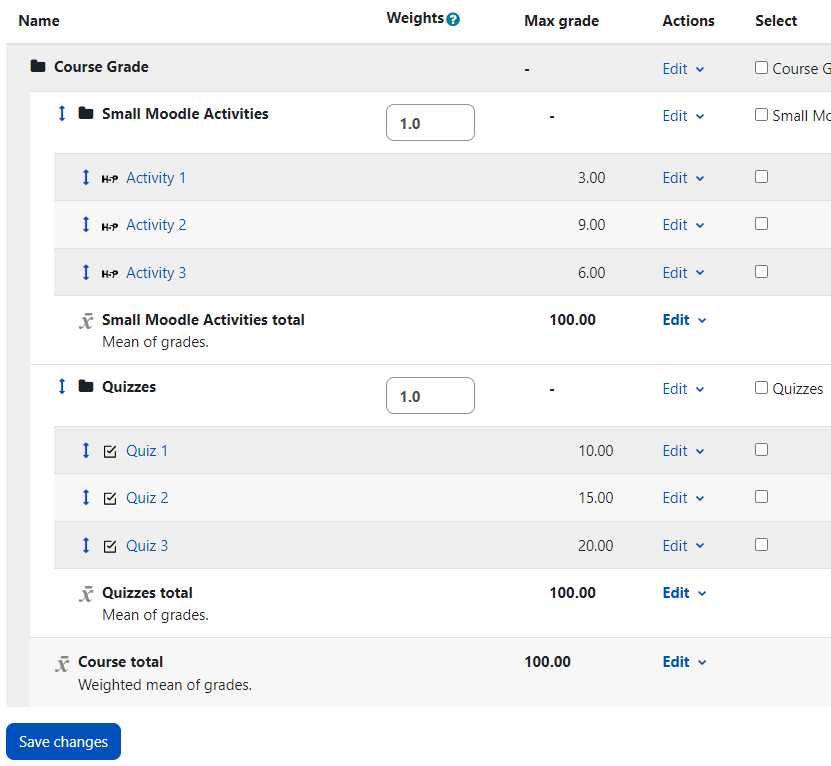 Name Weights ? Max grade Actions Select
Course Grade - Edit Course G
Small Moodle Activities 1.0 - Edit Small Mo
H-P Activity 1 3.00 Edit
H-P Activity 2 9.00 Edit
H-P Activity 3 6.00 Edit
x̄ Small Moodle Activities total 100.00 Edit
Mean of grades.
Quizzes 1.0 - Edit Quizzes
Quiz 1 10.00 Edit
Quiz 2 15.00 Edit
Quiz 3 20.00 Edit
x̄ Quizzes total 100.00 Edit
Mean of grades.
x̄ Course total 100.00 Edit
Weighted mean of grades.
Save changes